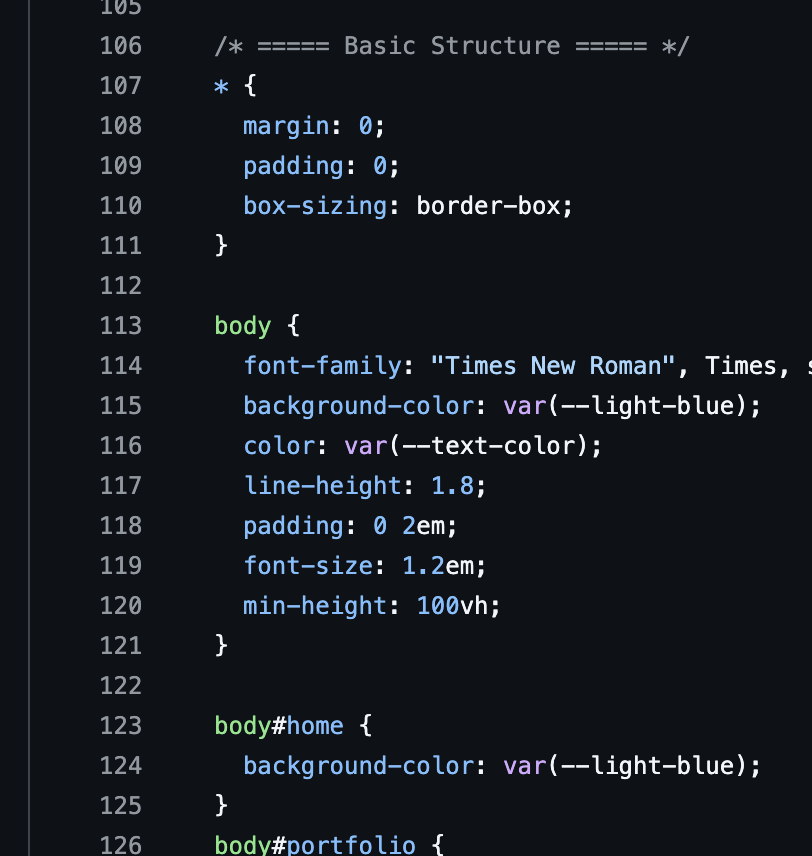 105
106 /* ===== Basic Structure ===== */
107 * {
108 margin: 0;
109 padding: 0;
110 box-sizing: border-box;
111 }
112
113 body {
114 font-family: "Times New Roman", Times, s
115 background-color: var(--light-blue);
116 color: var(--text-color);
117 line-height: 1.8;
118 padding: 0 2em;
119 font-size: 1.2em;
120 min-height: 100vh;
121 }
122
123 body#home {
124 background-color: var(--light-blue);
125 }
126 body#portfolio {